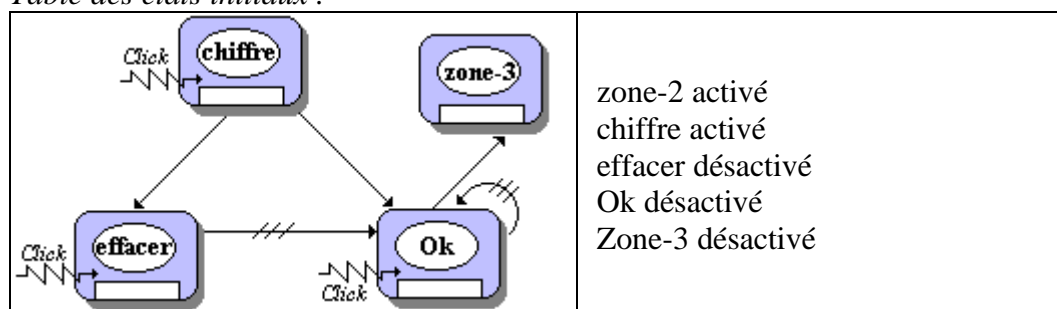 Table des états initiaux :
Click
chiffre
zone-3
Click
effacer
Click
Ok
zone-2 activé
chiffre activé
effacer désactivé
Ok désactivé
Zone-3 désactivé